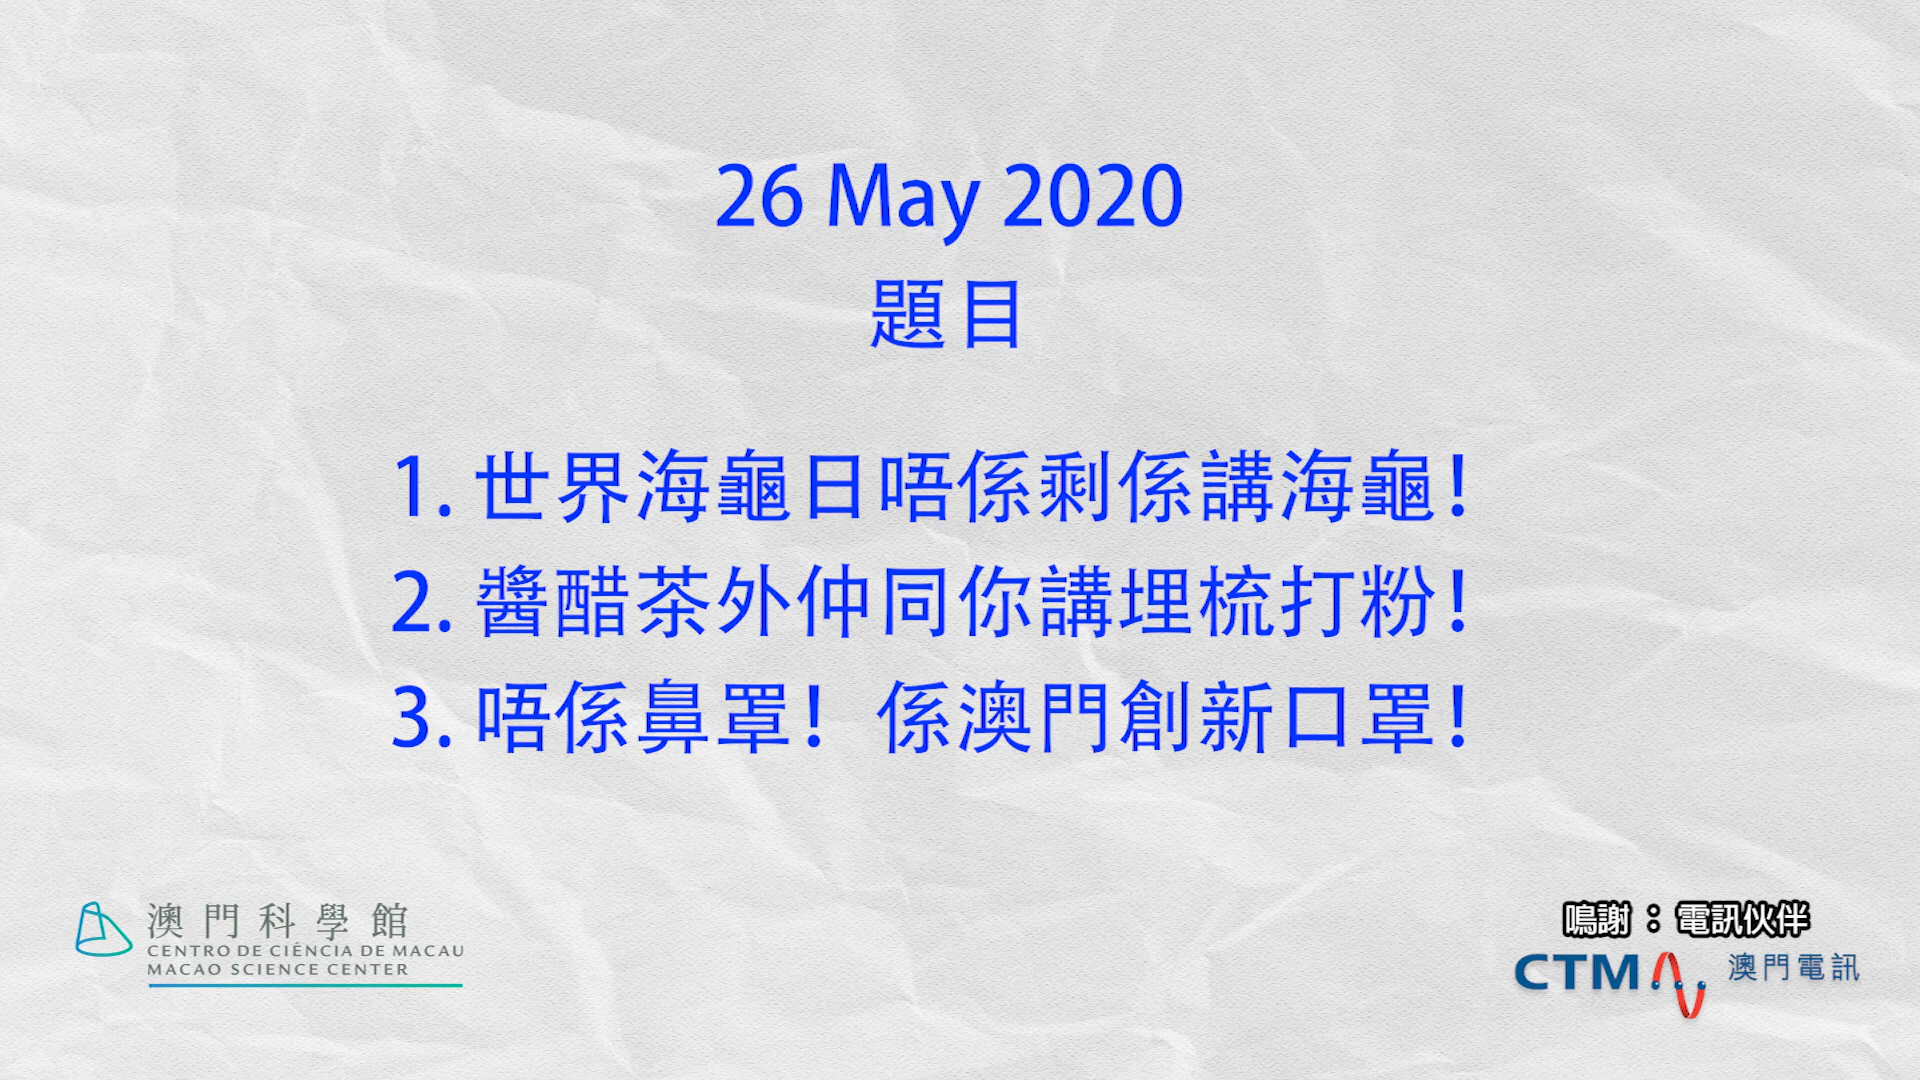 26 May 2020
題目
1. 世界海龜日唔係剩係講海龜！
2. 醬醋茶外仲同你講埋梳打粉！
3. 唔係鼻罩！係澳門創新口罩！
澳門科學館
CENTRO DE CIÊNCIA DE MACAU
MACAO SCIENCE CENTER
鳴謝：電訊伙伴
CTM 澳門電訊